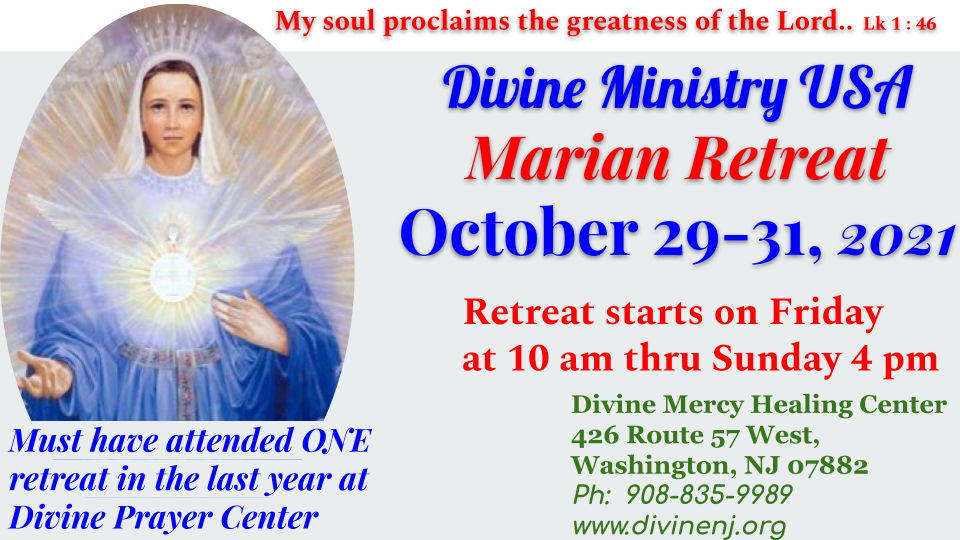 My soul proclaims the greatness of the Lord.. Lk 1 : 46
Divine Ministry USA
Marian Retreat
October 29-31, 2021
Retreat starts on Friday
at 10 am thru Sunday 4 pm
Divine Mercy Healing Center
426 Route 57 West,
Washington, NJ 07882
Ph: 908-835-9989
www.divinenj.org
Must have attended ONE
retreat in the last year at
Divine Prayer Center